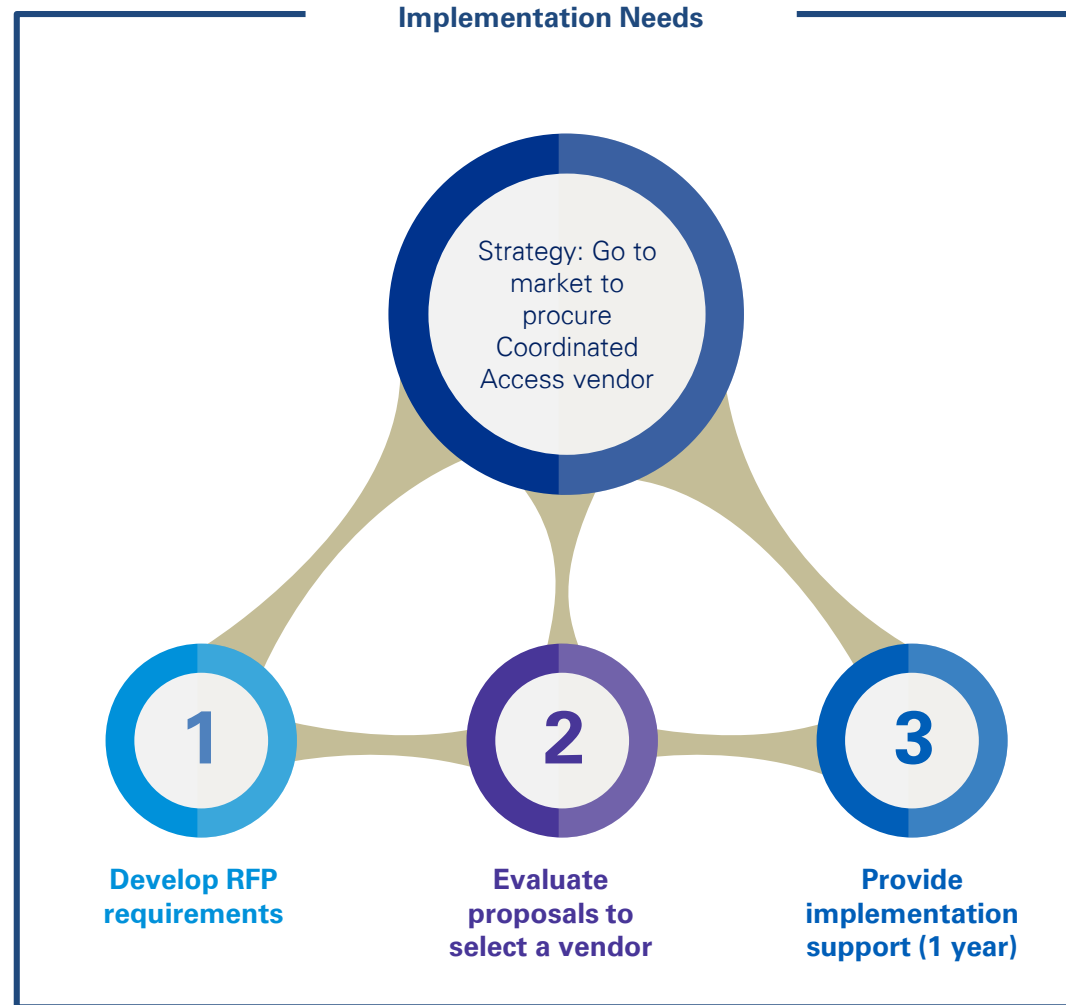 Implementation Needs
Strategy: Go to
market to
procure
Coordinated
Access vendor
1
2
3
Develop RFP
requirements
Evaluate
proposals to
select a vendor
Provide
implementation
support (1 year)